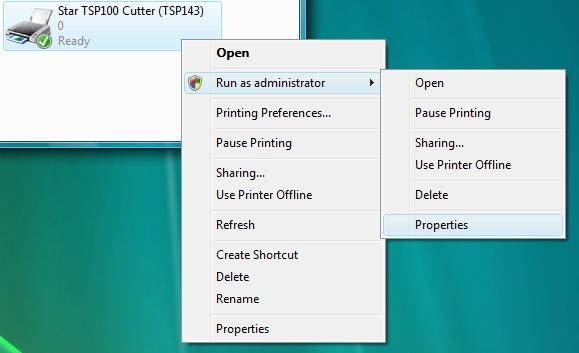 Star TSP100 Cutter (TSP143)
0
Ready
Open
Run as administrator
Printing Preferences...
Pause Printing
Sharing...
Use Printer Offline
Refresh
Create Shortcut
Delete
Rename
Properties
Open
Pause Printing
Sharing...
Use Printer Offline
Delete
Properties